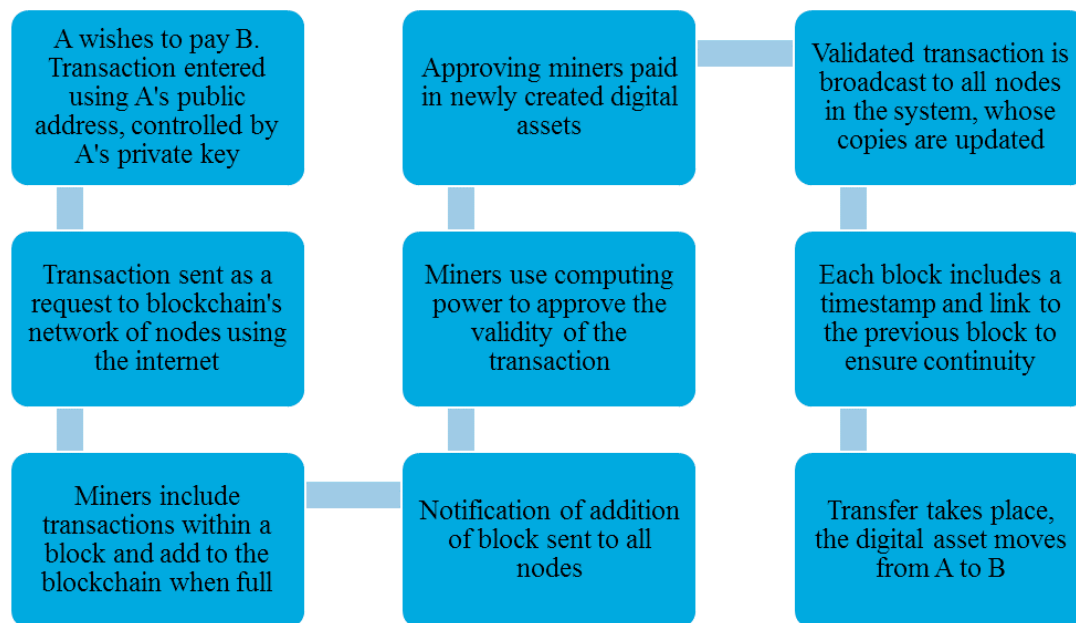 A wishes to pay B.
Transaction entered
using A's public
address, controlled by
A's private key
Transaction sent as a
request to blockchain's
network of nodes using
the internet
Miners include
transactions within a
block and add to the
blockchain when full
Notification of addition
of block sent to all
nodes
Miners use computing
power to approve the
validity of the
transaction
Approving miners paid
in newly created digital
assets
Validated transaction is
broadcast to all nodes
in the system, whose
copies are updated
Each block includes a
timestamp and link to
the previous block to
ensure continuity
Transfer takes place,
the digital asset moves
from A to B